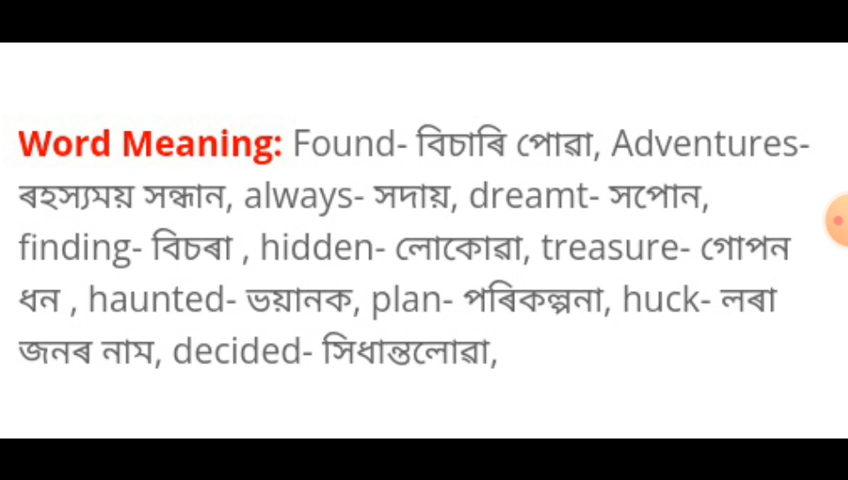 Word Meaning: Found- বিচাৰি পোৱা, Adventures-
ৰহস্যময় সন্ধান, always- সদায়, dreamt- সপোন,
finding- বিচৰা , hidden- লোকোৱা, treasure- গোপন
ধন , haunted- ভয়ানক, plan- পৰিকল্পনা, huck- লৰা
জনৰ নাম, decided- সিধান্তলোৱা,